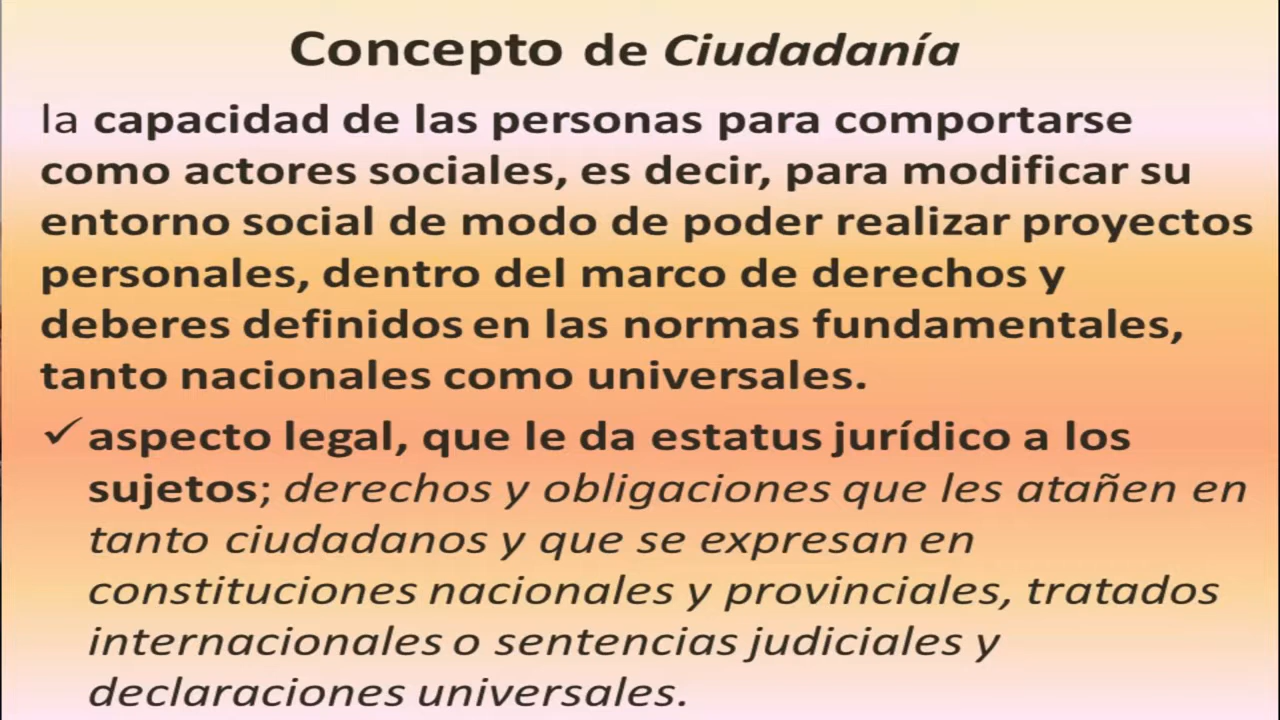 Concepto de Ciudadanía
la capacidad de las personas para comportarse
como actores sociales, es decir, para modificar su
entorno social de modo de poder realizar proyectos
personales, dentro del marco de derechos y
deberes definidos en las normas fundamentales,
tanto nacionales como universales.
✓ aspecto legal, que le da estatus jurídico a los
sujetos; derechos y obligaciones que les atañen en
tanto ciudadanos y que se expresan en
constituciones nacionales y provinciales, tratados
internacionales o sentencias judiciales y
declaraciones universales.